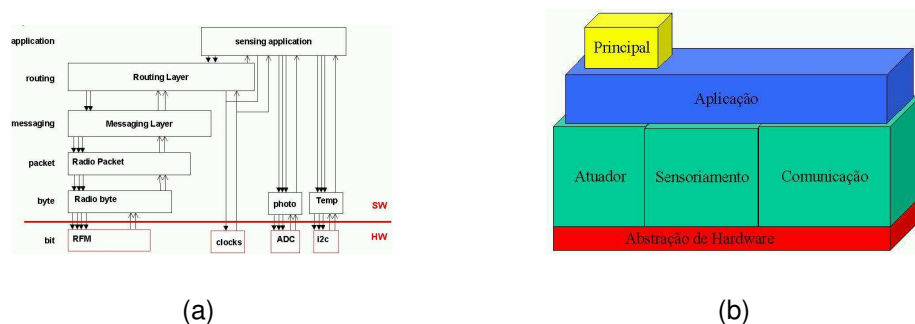 application
sensing application
routing
Routing Layer
messaging
Messaging Layer
packet
Radio Packet
byte
Radio byte
photo
Temp
SW
bit
RFM
clocks
ADC
i2c
HW
(a)
Principal
Aplicação
Atuador
Sensoriamento
Comunicação
Abstração de Hardware
(b)